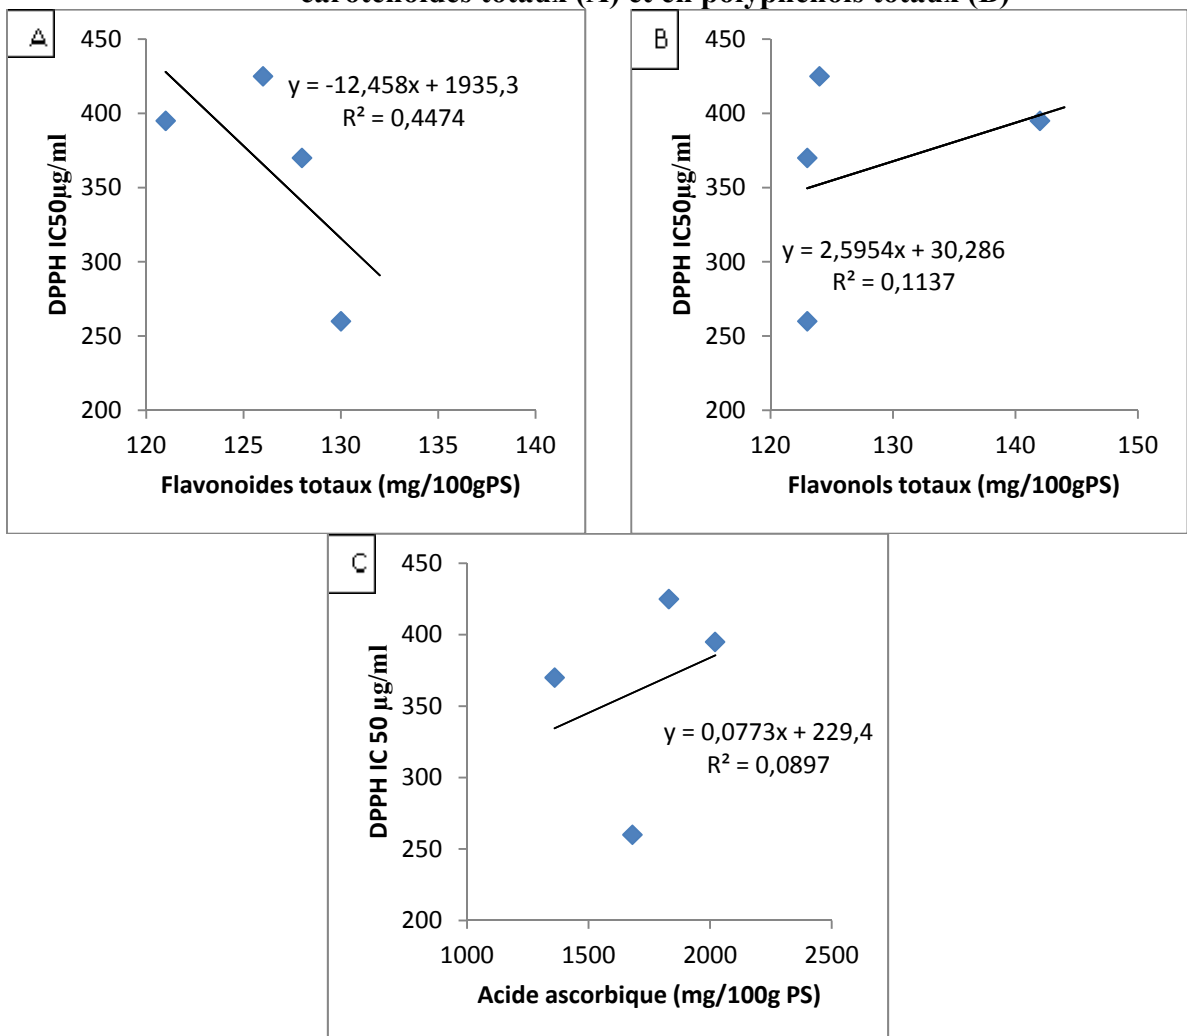 caroténoïdes totaux (A) et en polyphénols totaux (B)
A
450
400
350
300
250
200
DPPH IC50µg/ml
y = -12,458x + 1935,3
R² = 0,4474
120 125 130 135 140
Flavonoides totaux (mg/100gPS)
B
450
400
350
300
250
200
DPPH IC50µg/ml
y = 2,5954x + 30,286
R² = 0,1137
120 130 140 150
Flavonols totaux (mg/100gPS)
C
450
400
350
300
250
200
DPPH IC 50 µg/ml
y = 0,0773x + 229,4
R² = 0,0897
1000 1500 2000 2500
Acide ascorbique (mg/100g PS)